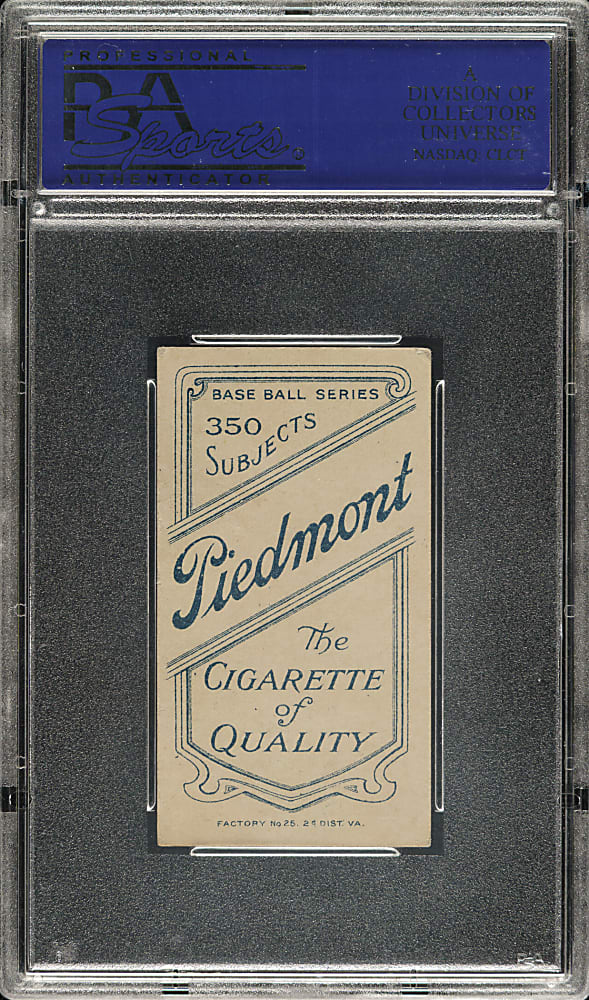 PROFESSIONAL
PSA
Sports
AUTHENTICATOR
A
DIVISION OF
COLLECTORS
UNIVERSE
NASDAQ: CLCT
BASE BALL SERIES
350
SUBJECTS
Piedmont
The
CIGARETTE
of
QUALITY
FACTORY No 25. 2d DIST. VA.
PSA